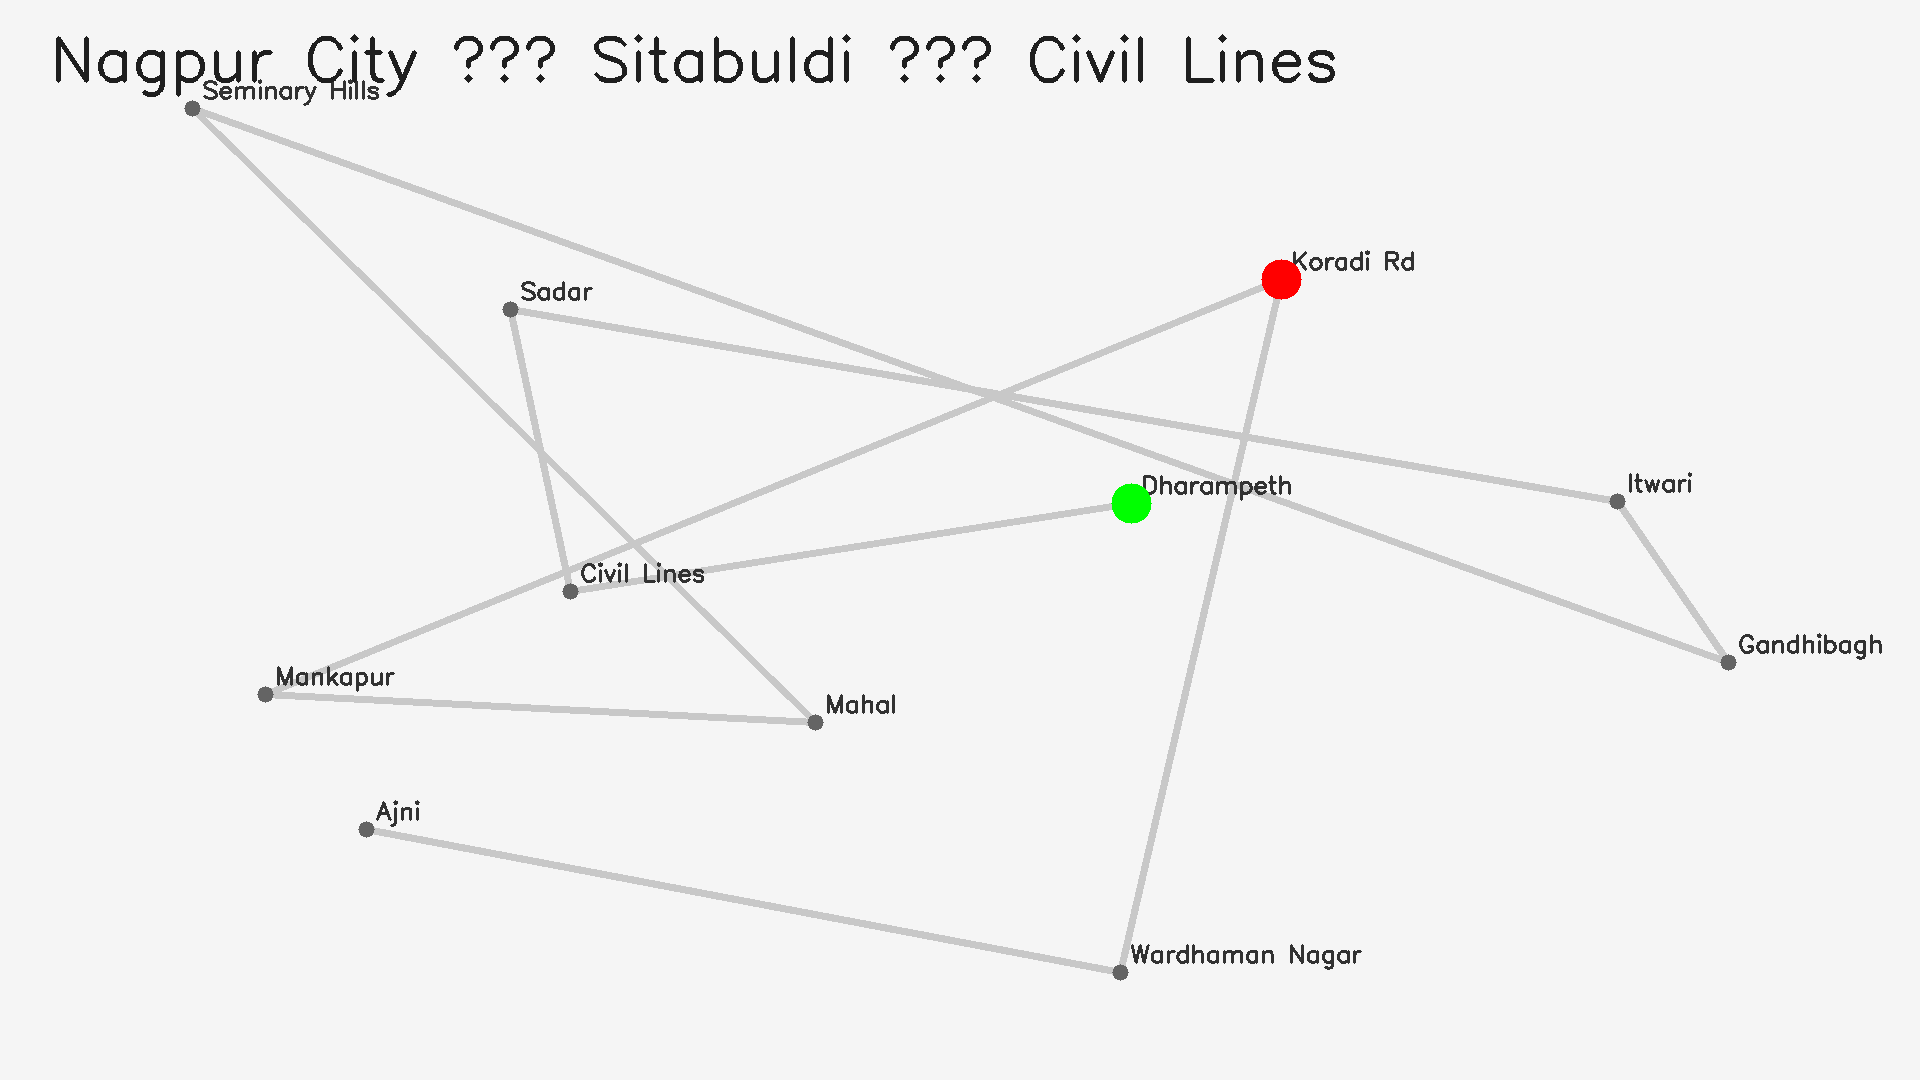 Nagpur City ??? Sitabuldi ??? Civil Lines
Seminary Hills
Koradi Rd
Sadar
Itwari
Dharampeth
Civil Lines
Gandhibagh
Mankapur
Mahal
Ajni
Wardhaman Nagar